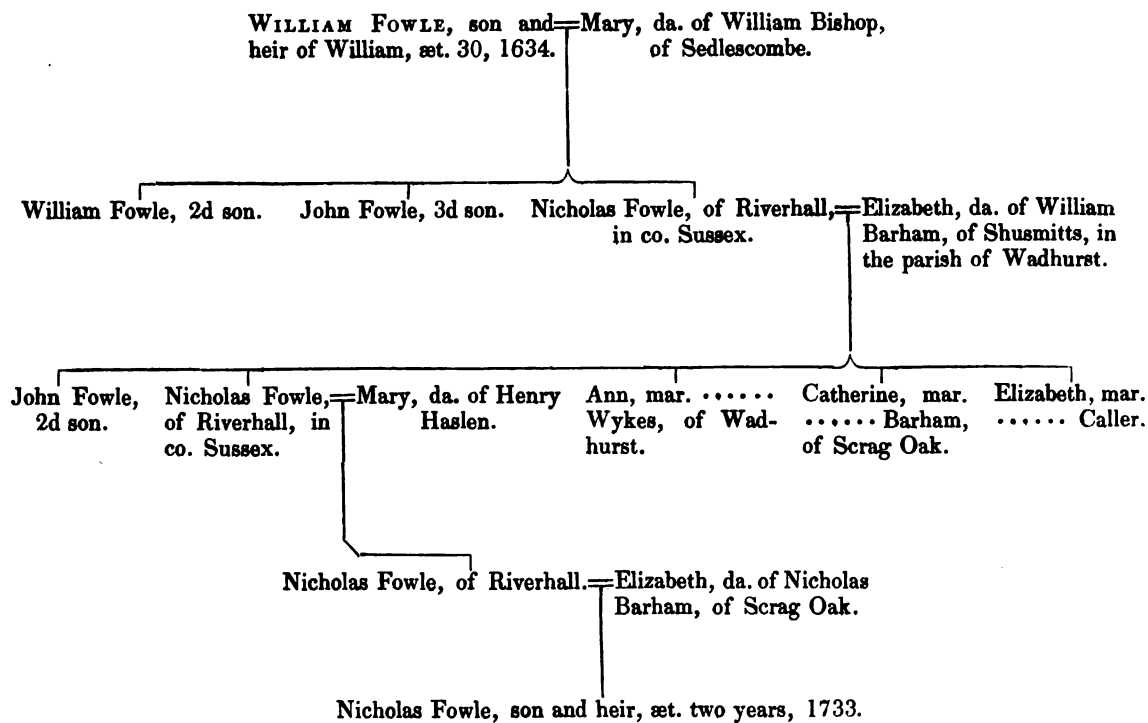 WILLIAM FOWLE, son and
heir of William, æt. 30, 1634.
Mary, da. of William Bishop,
of Sedlescombe.
William Fowle, 2d son.
John Fowle, 3d son.
Nicholas Fowle, of Riverhall,
in co. Sussex.
Elizabeth, da. of William
Barham, of Shusmitts, in
the parish of Wadhurst.
John Fowle,
2d son.
Nicholas Fowle,
of Riverhall, in
co. Sussex.
Mary, da. of Henry
Haslen.
Ann, mar. ......
Wykes, of Wad-
hurst.
Catherine, mar.
...... Barham,
of Scrag Oak.
Elizabeth, mar.
...... Caller.
Nicholas Fowle, of Riverhall.
Elizabeth, da. of Nicholas
Barham, of Scrag Oak.
Nicholas Fowle, son and heir, æt. two years, 1733.